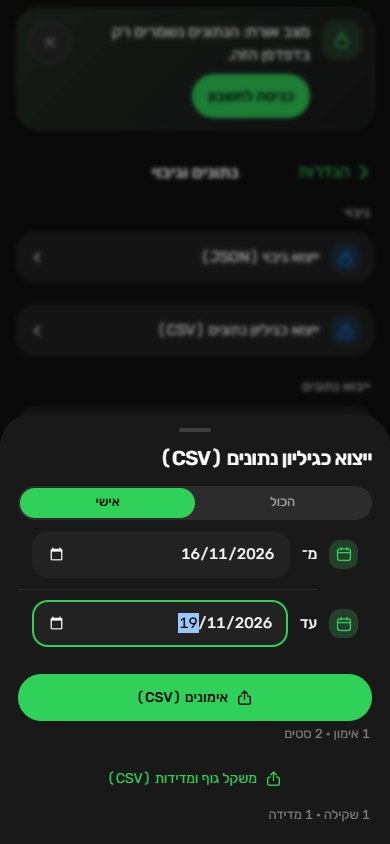 מצב אורח: הנתונים נשמרים רק
בדפדפן הזה.
כניסה לחשבון
הגדרות
נתונים וגיבוי
גיבוי
ייצוא גיבוי (JSON)
ייצוא כגיליון נתונים (CSV)
ייצוא נתונים
ייצוא כגיליון נתונים (CSV)
הכול
אישי
מ־
16/11/2026
עד
19/11/2026
אימונים (CSV)
1 אימון • 2 סטים
משקל גוף ומדידות (CSV)
1 שקילה • 1 מדידה